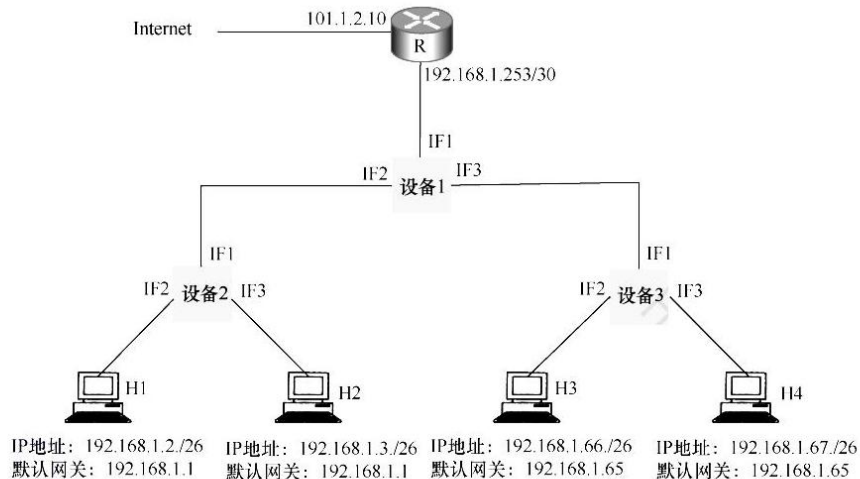 Internet
101.1.2.10
R
192.168.1.253/30
IF1
IF2
设备1
IF3
IF1
IF2
设备2
IF3
IF1
IF2
设备3
IF3
H1
H2
H3
H4
IP地址：192.168.1.2./26
默认网关：192.168.1.1
IP地址：192.168.1.3./26
默认网关：192.168.1.1
IP地址：192.168.1.66./26
默认网关：192.168.1.65
IP地址：192.168.1.67./26
默认网关：192.168.1.65